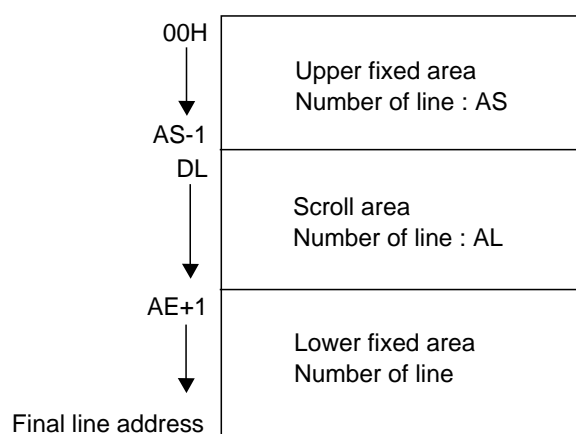 00H
Upper fixed area
Number of line : AS
AS-1
DL
Scroll area
Number of line : AL
AE+1
Lower fixed area
Number of line
Final line address